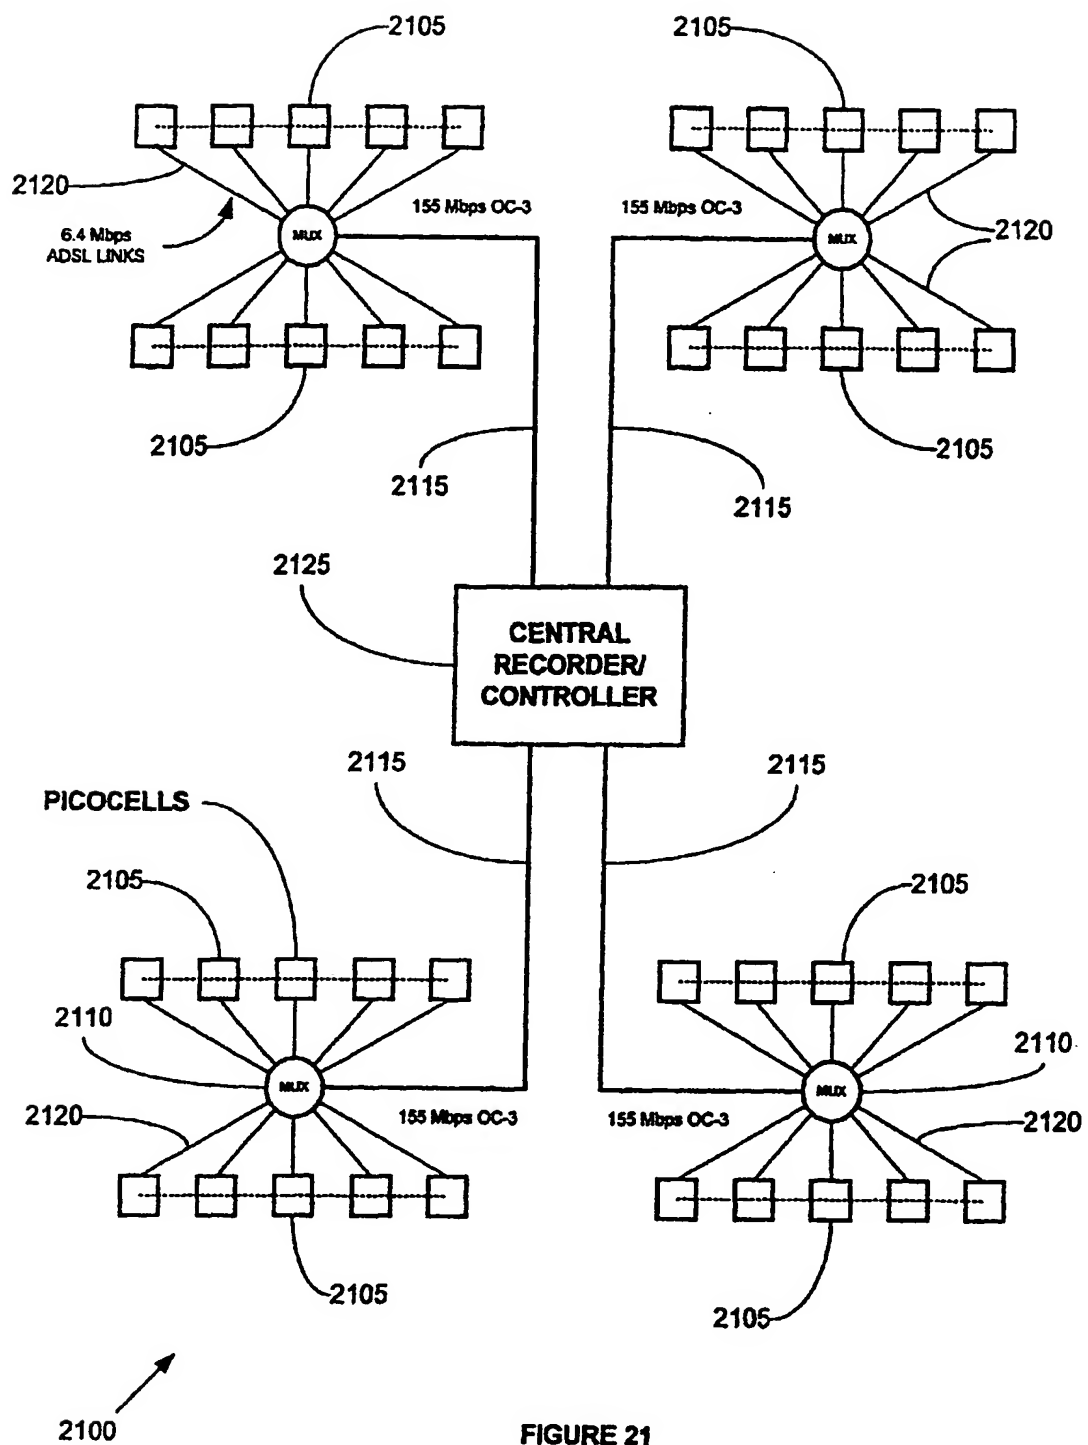 2105
2105
2120
155 Mbps OC-3
155 Mbps OC-3
MUX
MUX
2120
6.4 Mbps
ADSL LINKS
2105
2105
2115
2115
2125
CENTRAL
RECORDER/
CONTROLLER
2115
2115
PICOCELLS
2105
2105
2110
2110
MUX
MUX
2120
155 Mbps OC-3
155 Mbps OC-3
2120
2105
2105
2100
FIGURE 21